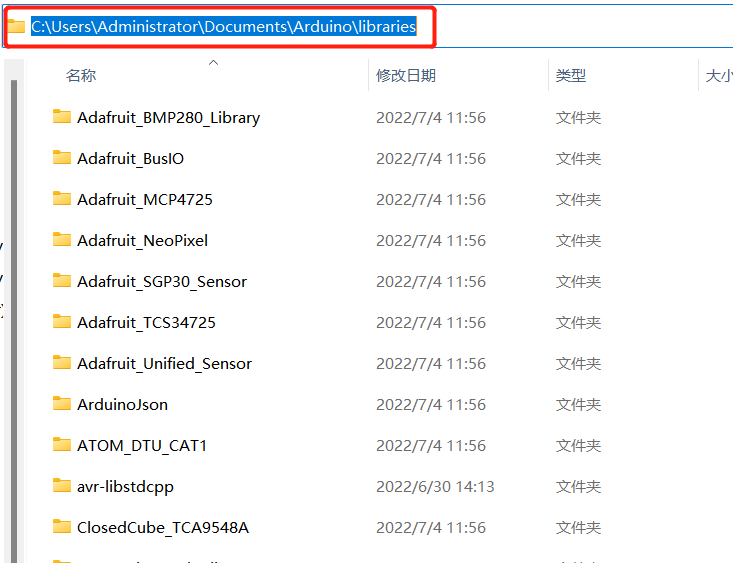 C:\Users\Administrator\Documents\Arduino\libraries
名称 修改日期 类型 大小
Adafruit_BMP280_Library 2022/7/4 11:56 文件夹
Adafruit_BusIO 2022/7/4 11:56 文件夹
Adafruit_MCP4725 2022/7/4 11:56 文件夹
Adafruit_NeoPixel 2022/7/4 11:56 文件夹
Adafruit_SGP30_Sensor 2022/7/4 11:56 文件夹
Adafruit_TCS34725 2022/7/4 11:56 文件夹
Adafruit_Unified_Sensor 2022/7/4 11:56 文件夹
ArduinoJson 2022/7/4 11:56 文件夹
ATOM_DTU_CAT1 2022/7/4 11:56 文件夹
avr-libstdcpp 2022/6/30 14:13 文件夹
ClosedCube_TCA9548A 2022/7/4 11:56 文件夹